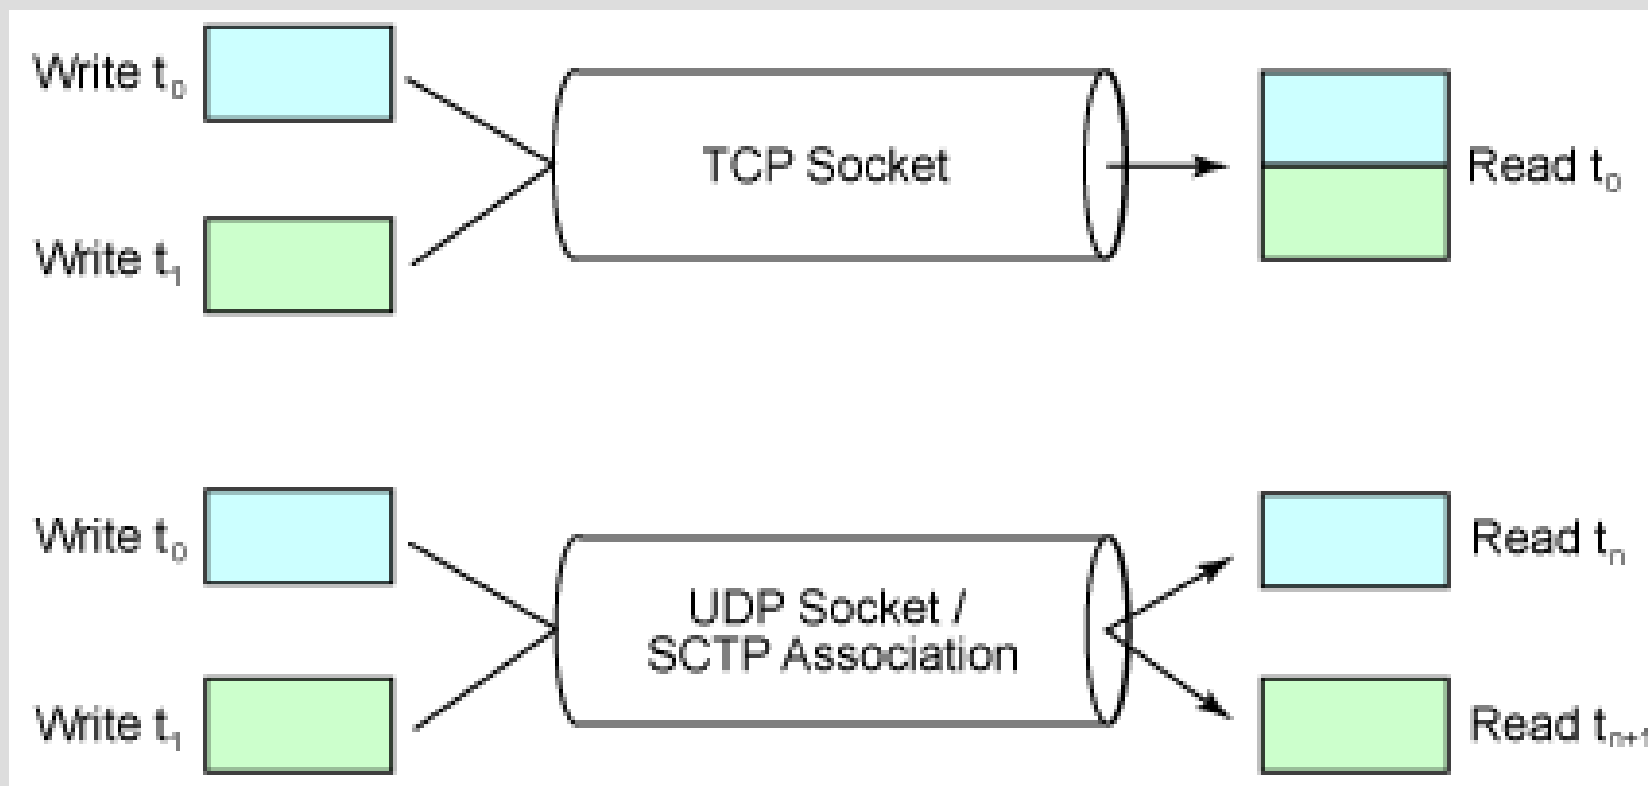 Write t₀
TCP Socket
Read t₀
Write t₁
Write t₀
UDP Socket /
SCTP Association
Read tₙ
Write t₁
Read tₙ₊₁